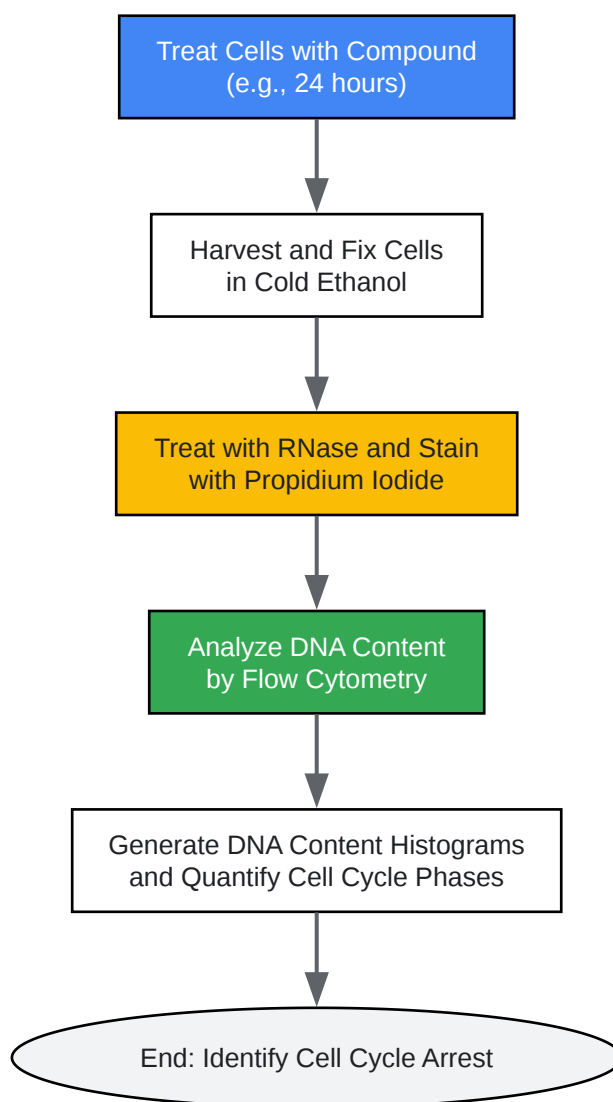 Treat Cells with Compound
(e.g., 24 hours)
Harvest and Fix Cells
in Cold Ethanol
Treat with RNase and Stain
with Propidium Iodide
Analyze DNA Content
by Flow Cytometry
Generate DNA Content Histograms
and Quantify Cell Cycle Phases
End: Identify Cell Cycle Arrest